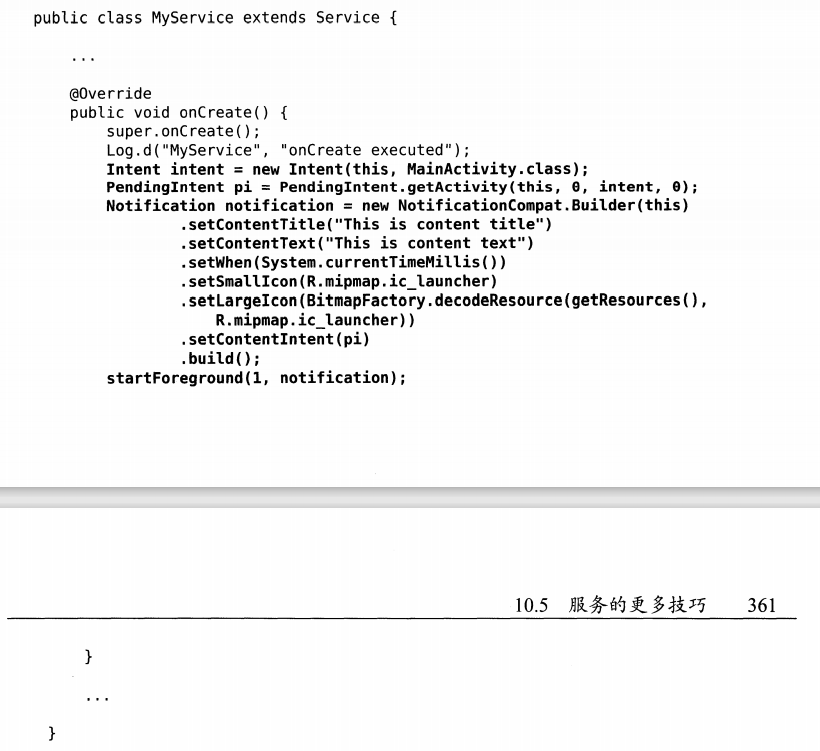 public class MyService extends Service {
...
@Override
public void onCreate() {
super.onCreate();
Log.d("MyService", "onCreate executed");
Intent intent = new Intent(this, MainActivity.class);
PendingIntent pi = PendingIntent.getActivity(this, 0, intent, 0);
Notification notification = new NotificationCompat.Builder(this)
.setContentTitle("This is content title")
.setContentText("This is content text")
.setWhen(System.currentTimeMillis())
.setSmallIcon(R.mipmap.ic_launcher)
.setLargeIcon(BitmapFactory.decodeResource(getResources(),
R.mipmap.ic_launcher))
.setContentIntent(pi)
.build();
startForeground(1, notification);
10.5 服务的更多技巧 361
}
...
}